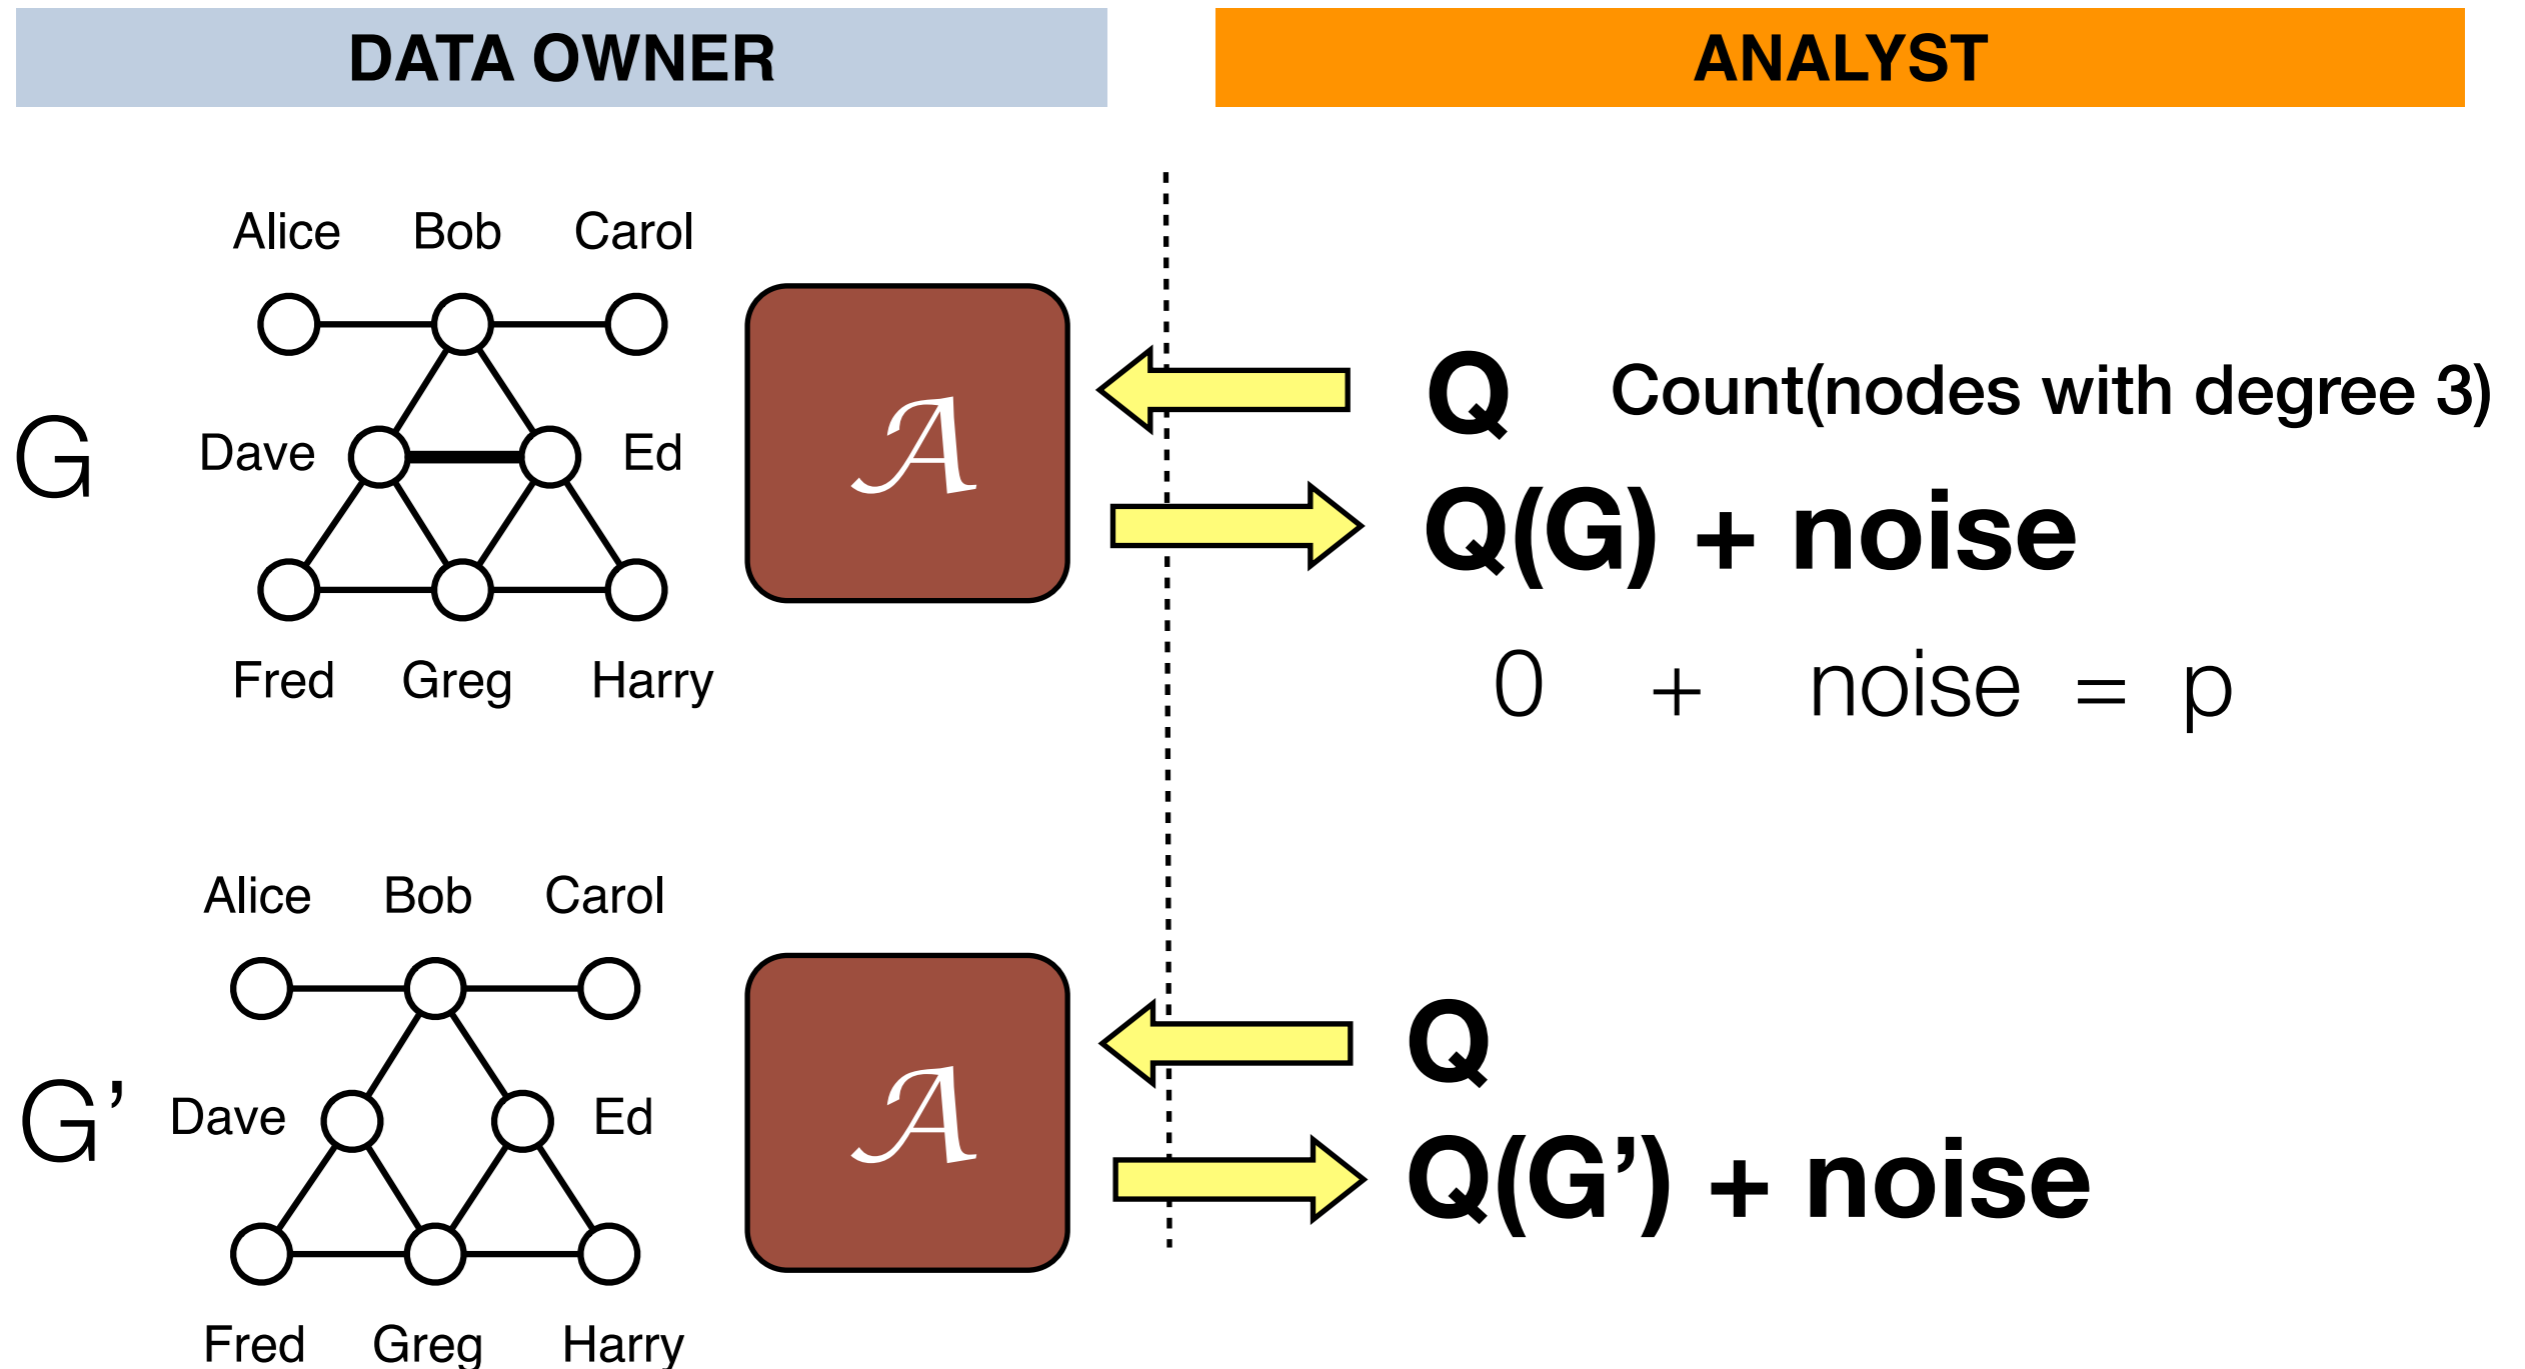 DATA OWNER
ANALYST
Alice Bob Carol
G
Dave
Ed
Fred Greg Harry
𝒜
Q Count(nodes with degree 3)
Q(G) + noise
0 + noise = p
Alice Bob Carol
G’
Dave
Ed
Fred Greg Harry
𝒜
Q
Q(G’) + noise